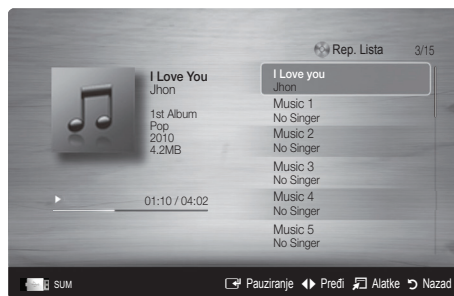 Rep. Lista 3/15
I Love You
Jhon
1st Album
Pop
2010
4.2MB
01:10 / 04:02
I Love you
Jhon
Music 1
No Singer
Music 2
No Singer
Music 3
No Singer
Music 4
No Singer
Music 5
No Singer
SUM Pauziranje Pređi Alatke Nazad